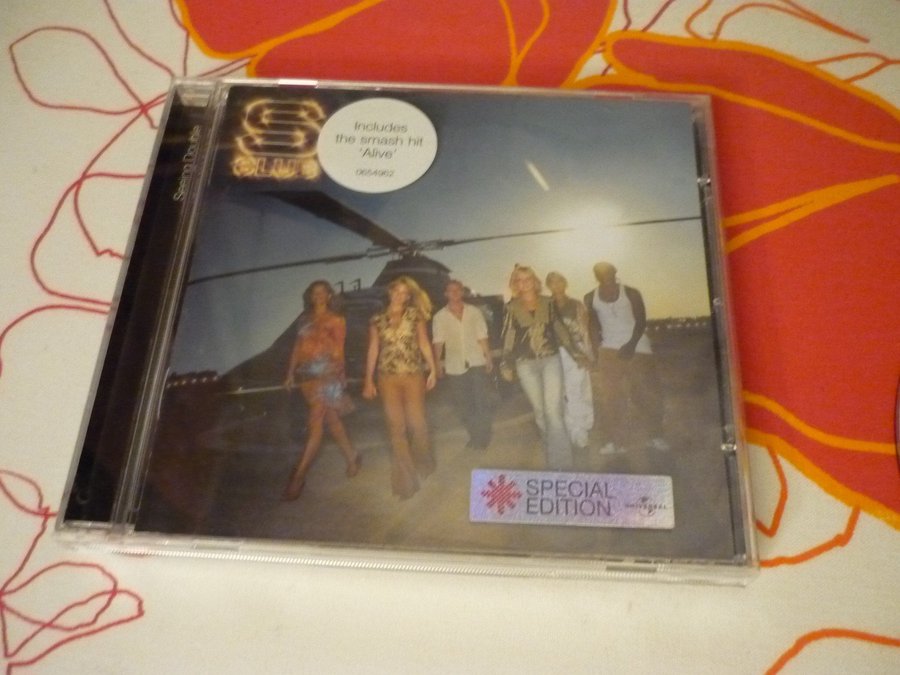 Seeing Double
S
CLUB
Includes
the smash hit
'Alive'
0654962
SPECIAL
EDITION
UNIVERSAL